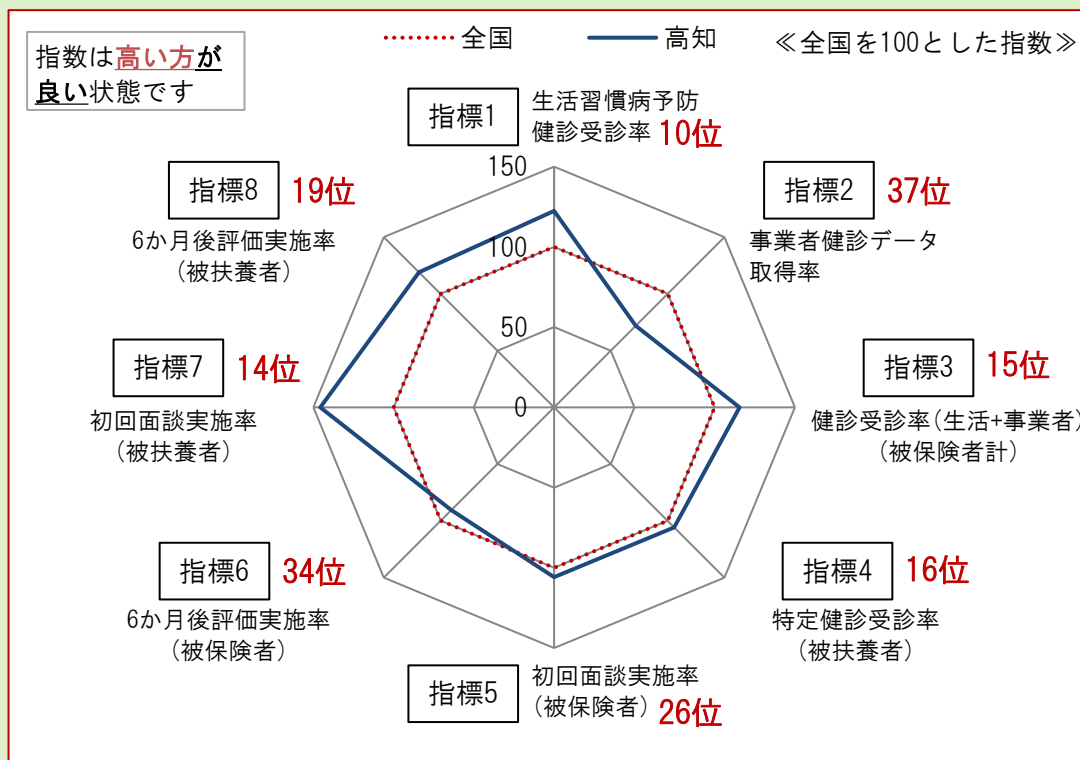 指数は高い方が
良い状態です
全国
高知
≪全国を100とした指数≫
指標1
生活習慣病予防
健診受診率 10位
指標2 37位
事業者健診データ
取得率
指標3 15位
健診受診率(生活+事業者)
(被保険者計)
指標4 16位
特定健診受診率
(被扶養者)
指標5
初回面談実施率
(被保険者) 26位
指標6 34位
6か月後評価実施率
(被保険者)
指標7 14位
初回面談実施率
(被扶養者)
指標8 19位
6か月後評価実施率
(被扶養者)
150
100
50
0